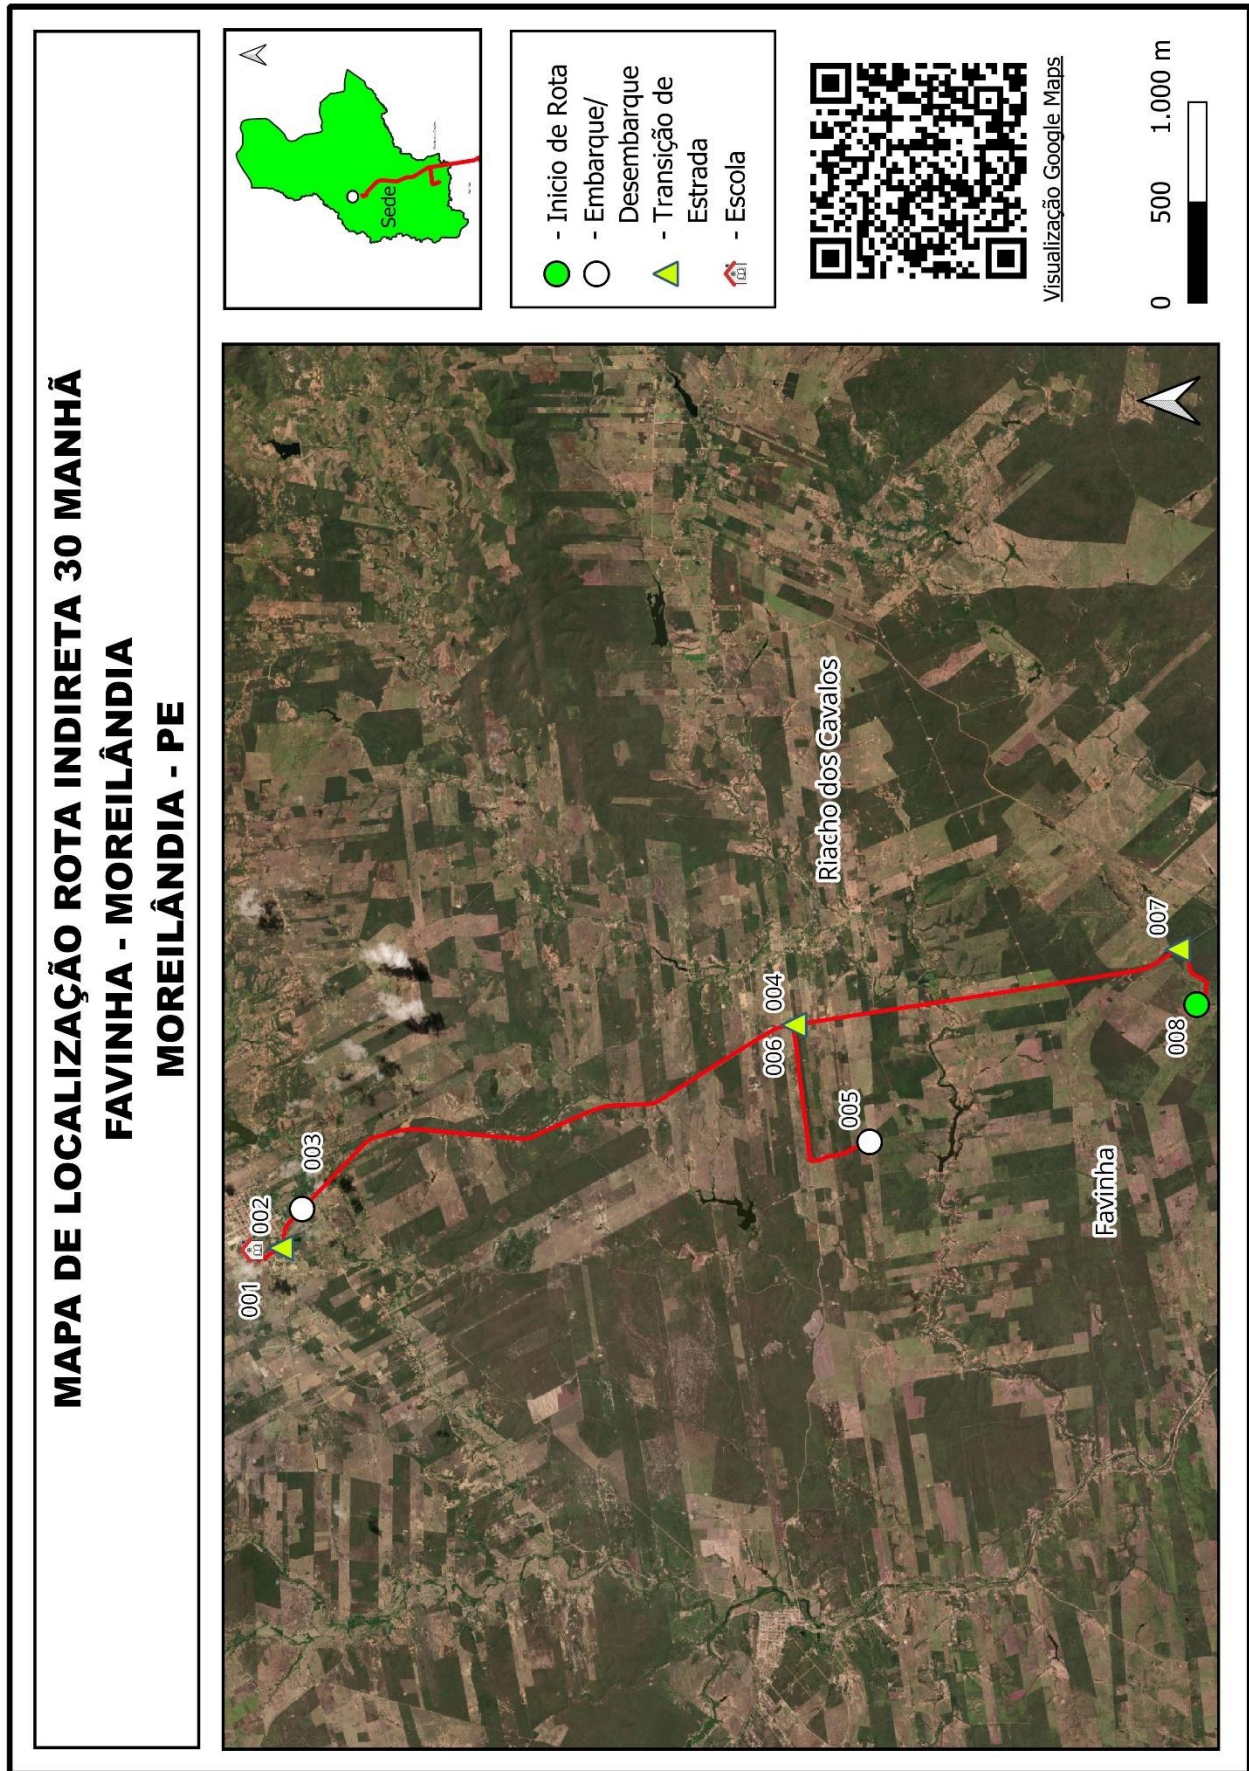 MAPA DE LOCALIZAÇÃO ROTA INDIRETA 30 MANHÃ
FAVINHA - MOREILÂNDIA
MOREILÂNDIA - PE
Sede
- Inicio de Rota
- Embarque/
Desembarque
- Transição de
Estrada
- Escola
Visualização Google Maps
0 500 1.000 m
001
002
003
006
004
005
007
008
Riacho dos Cavalos
Favinha